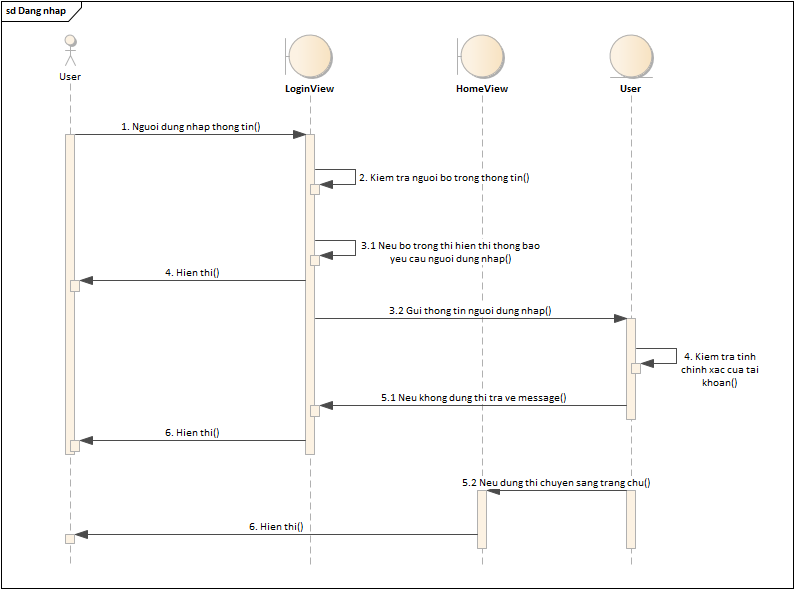 sd Dang nhap
User
LoginView
HomeView
User
1. Nguoi dung nhap thong tin()
2. Kiem tra nguoi bo trong thong tin()
3.1 Neu bo trong thi hien thi thong bao
yeu cau nguoi dung nhap()
4. Hien thi()
3.2 Gui thong tin nguoi dung nhap()
4. Kiem tra tinh
chinh xac cua tai
khoan()
5.1 Neu khong dung thi tra ve message()
6. Hien thi()
5.2 Neu dung thi chuyen sang trang chu()
6. Hien thi()